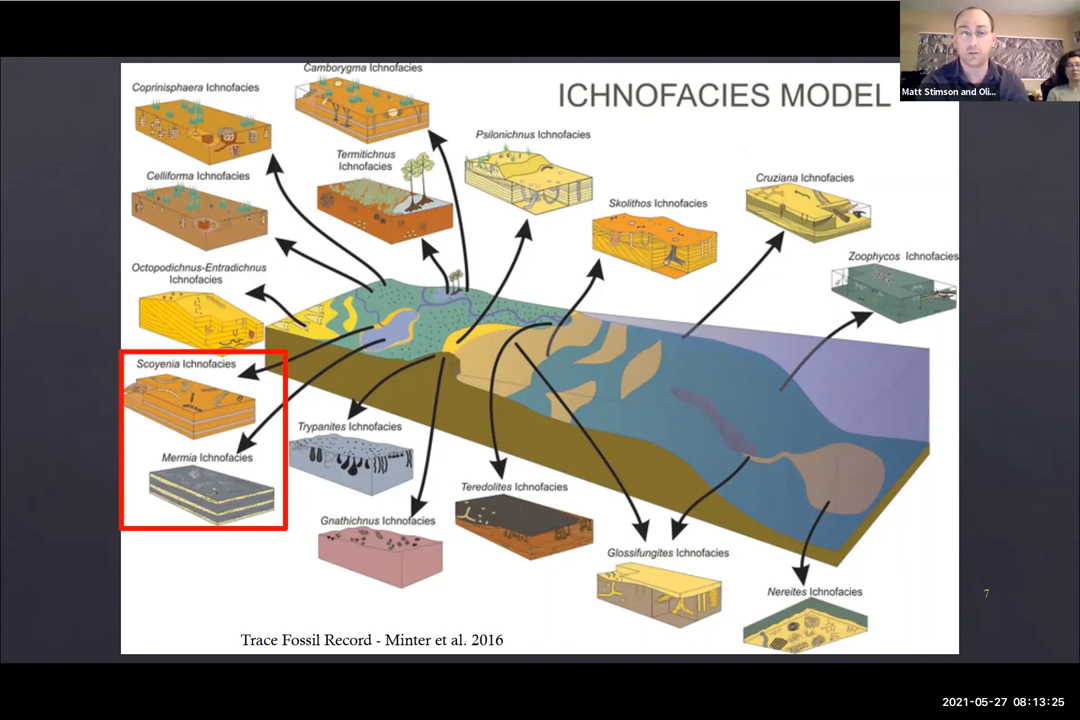 Matt Stimson and Oli...
ICHNOFACIES MODEL
Camborygma Ichnofacies
Coprinisphaera Ichnofacies
Psilonichnus Ichnofacies
Termitichnus
Ichnofacies
Celliforma Ichnofacies
Cruziana Ichnofacies
Skolithos Ichnofacies
Zoophycos Ichnofacies
Octopodichnus-Entradichnus
Ichnofacies
Scoyenia Ichnofacies
Mermia Ichnofacies
Trypanites Ichnofacies
Teredolites Ichnofacies
Gnathichnus Ichnofacies
Glossifungites Ichnofacies
Nereites Ichnofacies
7
Trace Fossil Record - Minter et al. 2016
2021-05-27 08:13:25